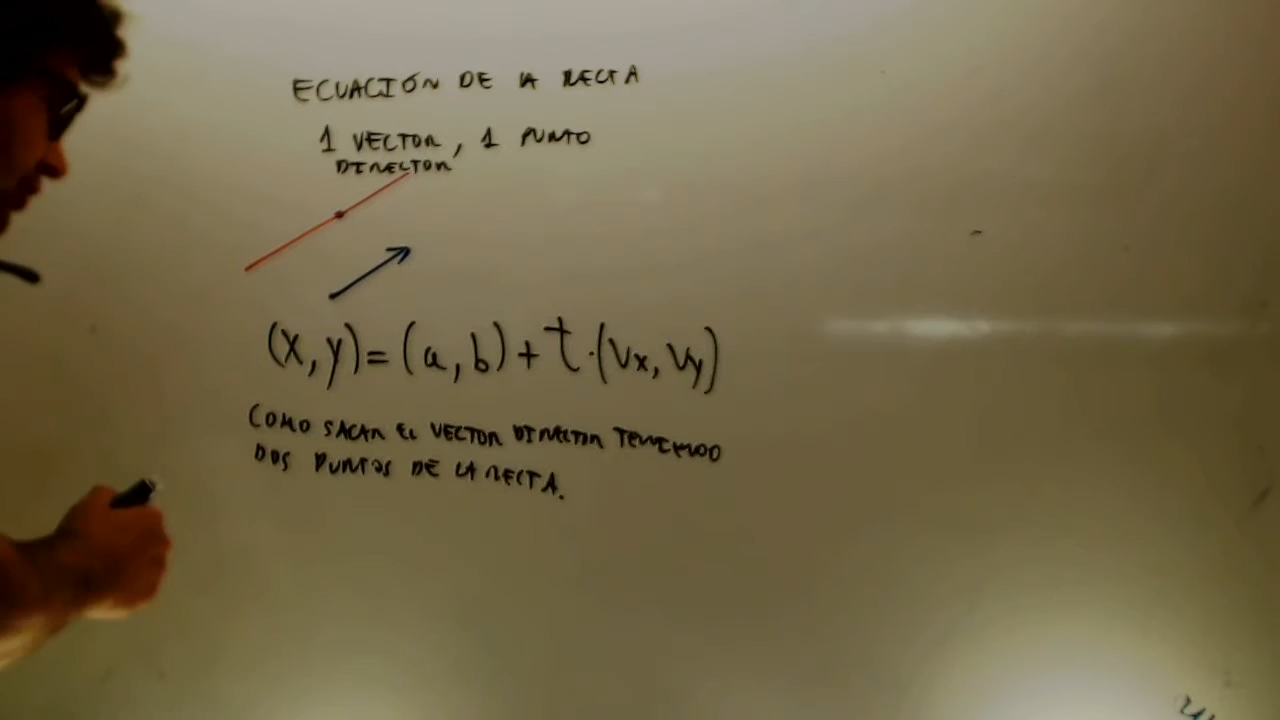 ECUACIÓN DE LA RECTA
1 VECTOR, 1 PUNTO
DIRECTOR
(x,y)=(a,b)+t·(Vx,Vy)
COMO SACAR EL VECTOR DIRECTOR TENIENDO
DOS PUNTOS DE LA RECTA.